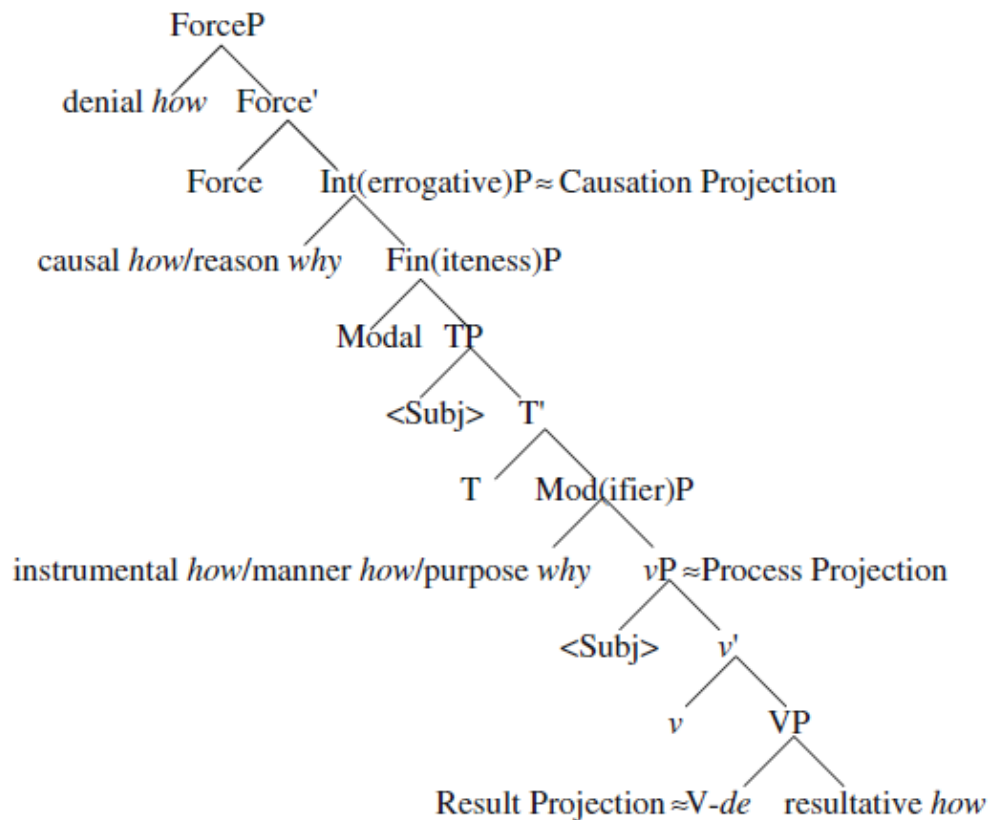 ForceP
denial how Force'
Force Int(errogative)P≈ Causation Projection
causal how/reason why Fin(iteness)P
Modal TP
<Subj> T'
T Mod(ifier)P
instrumental how/manner how/purpose why vP ≈Process Projection
<Subj> v'
v VP
Result Projection ≈V-de resultative how